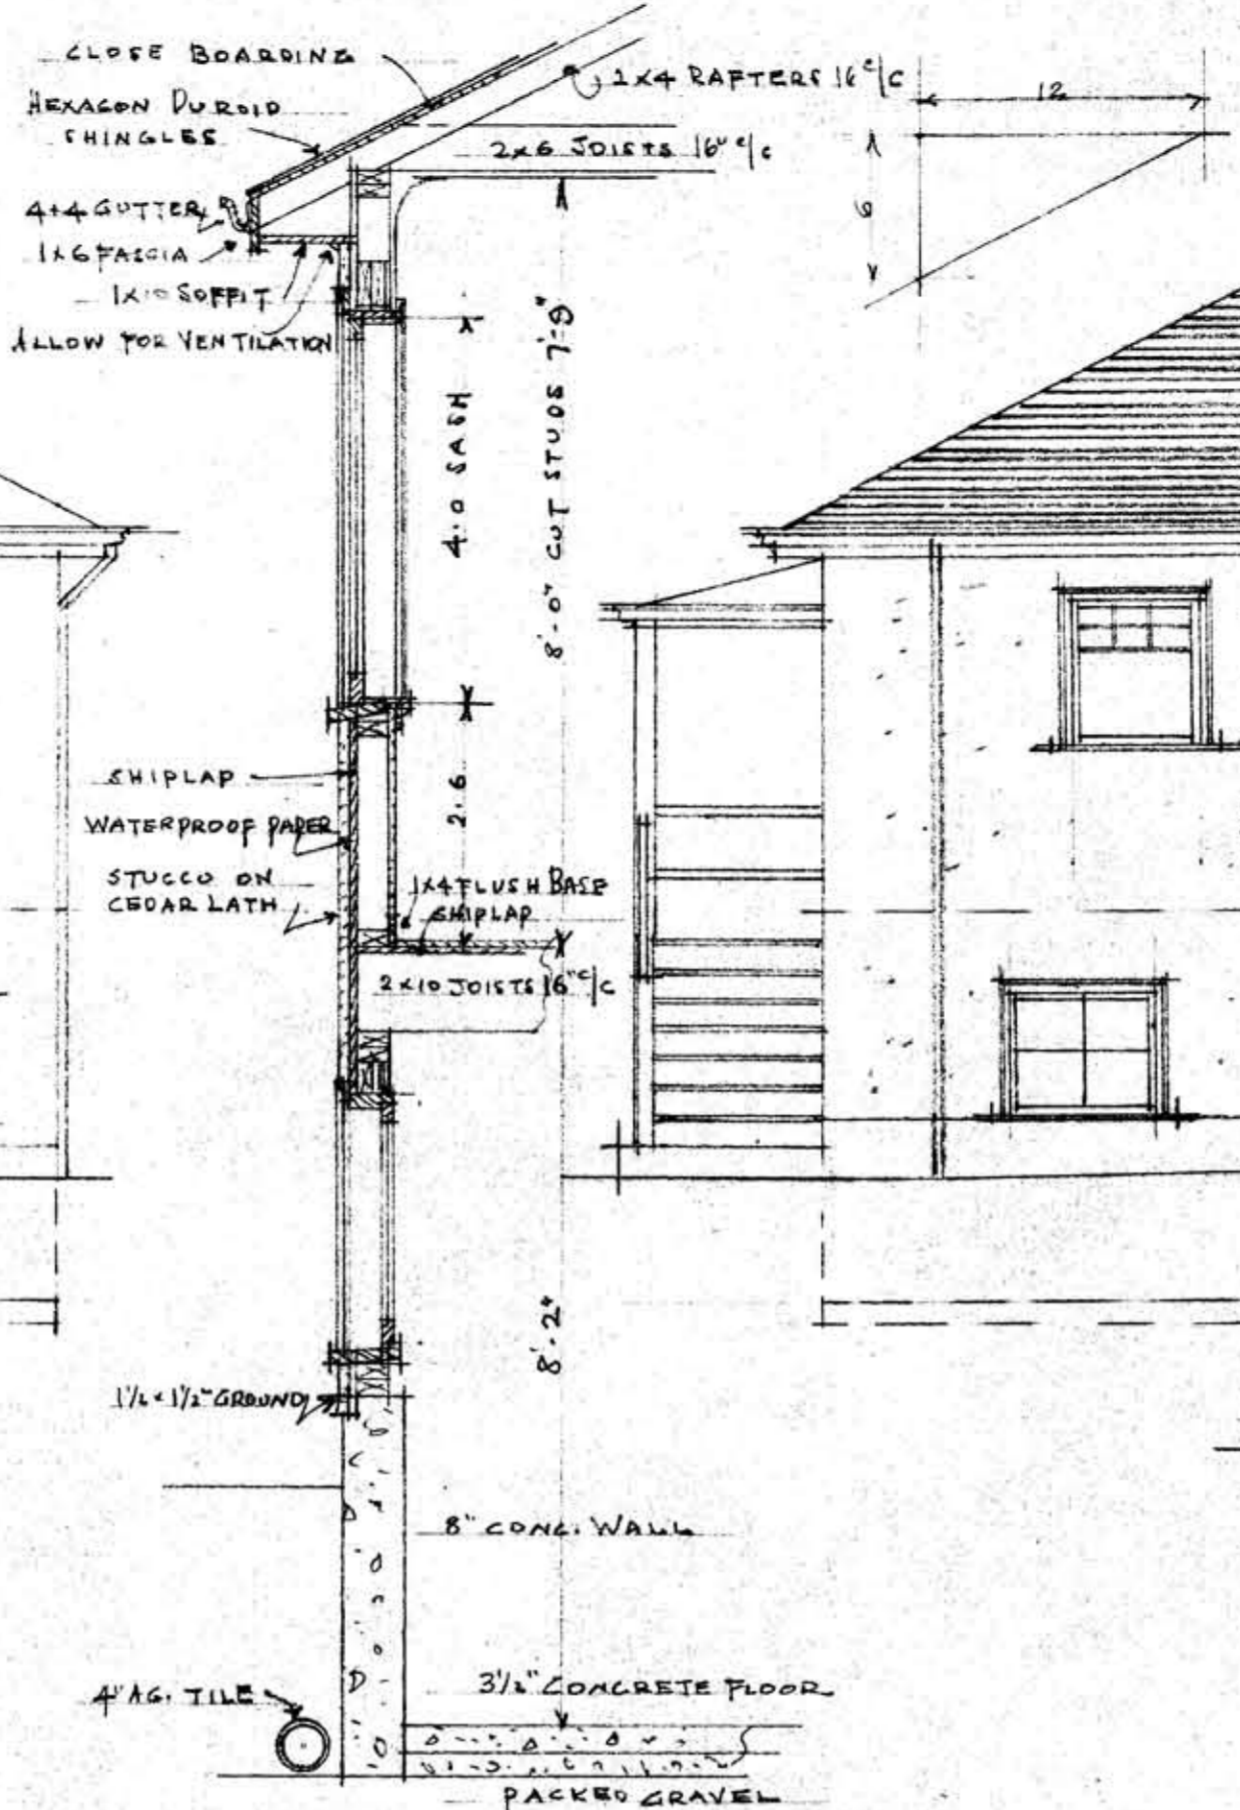 CLOSE BOARDING
HEXAGON DUROID
SHINGLES
4+4 GUTTER
1x6 FASCIA
1x10 SOFFIT
ALLOW FOR VENTILATION
2x4 RAFTERS 16" c/c
2x6 JOISTS 16" c/c
12
6
4.0 SASH
8'-0" CUT STUDS 7'-9"
SHIPLAP
WATERPROOF PAPER
STUCCO ON
CEDAR LATH
2.6
1x4 FLUSH BASE
SHIPLAP
2x10 JOISTS 16" c/c
8'-2"
1½ x 1½" GROUND
8" CONC. WALL
4" AG. TILE
3½" CONCRETE FLOOR
PACKED GRAVEL